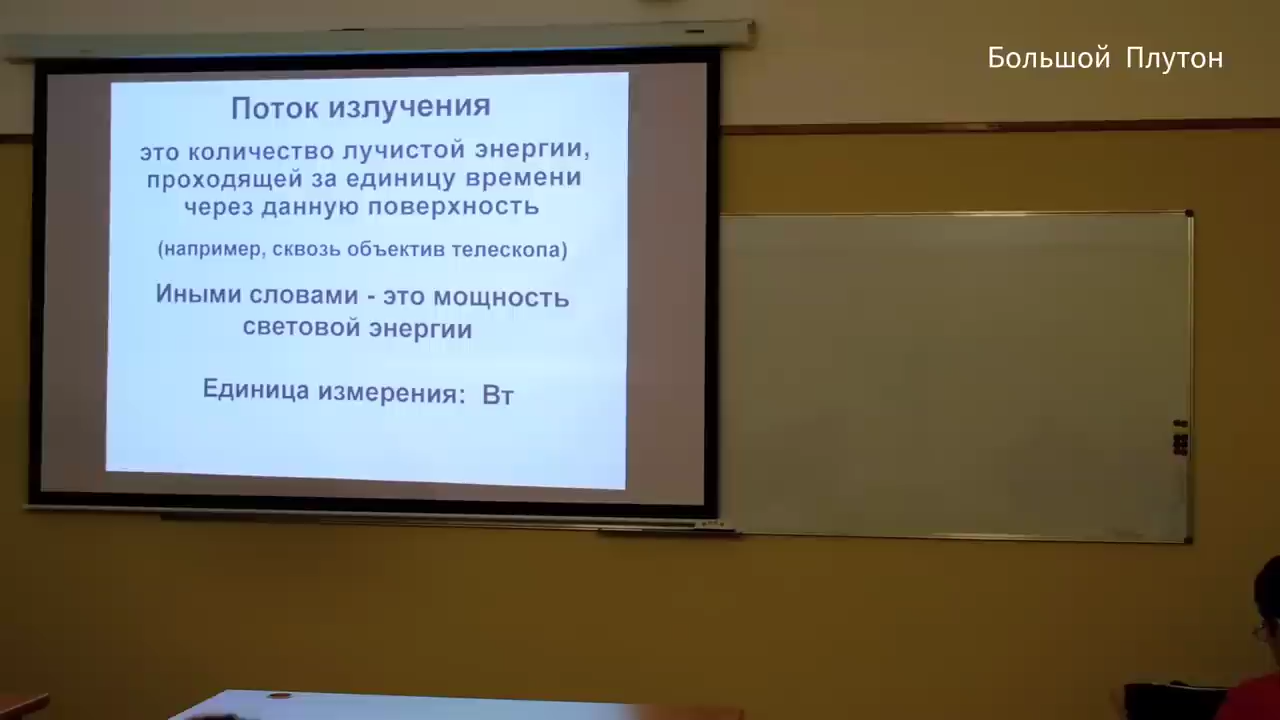 Большой Плутон
Поток излучения
это количество лучистой энергии,
проходящей за единицу времени
через данную поверхность
(например, сквозь объектив телескопа)
Иными словами - это мощность
световой энергии
Единица измерения: Вт